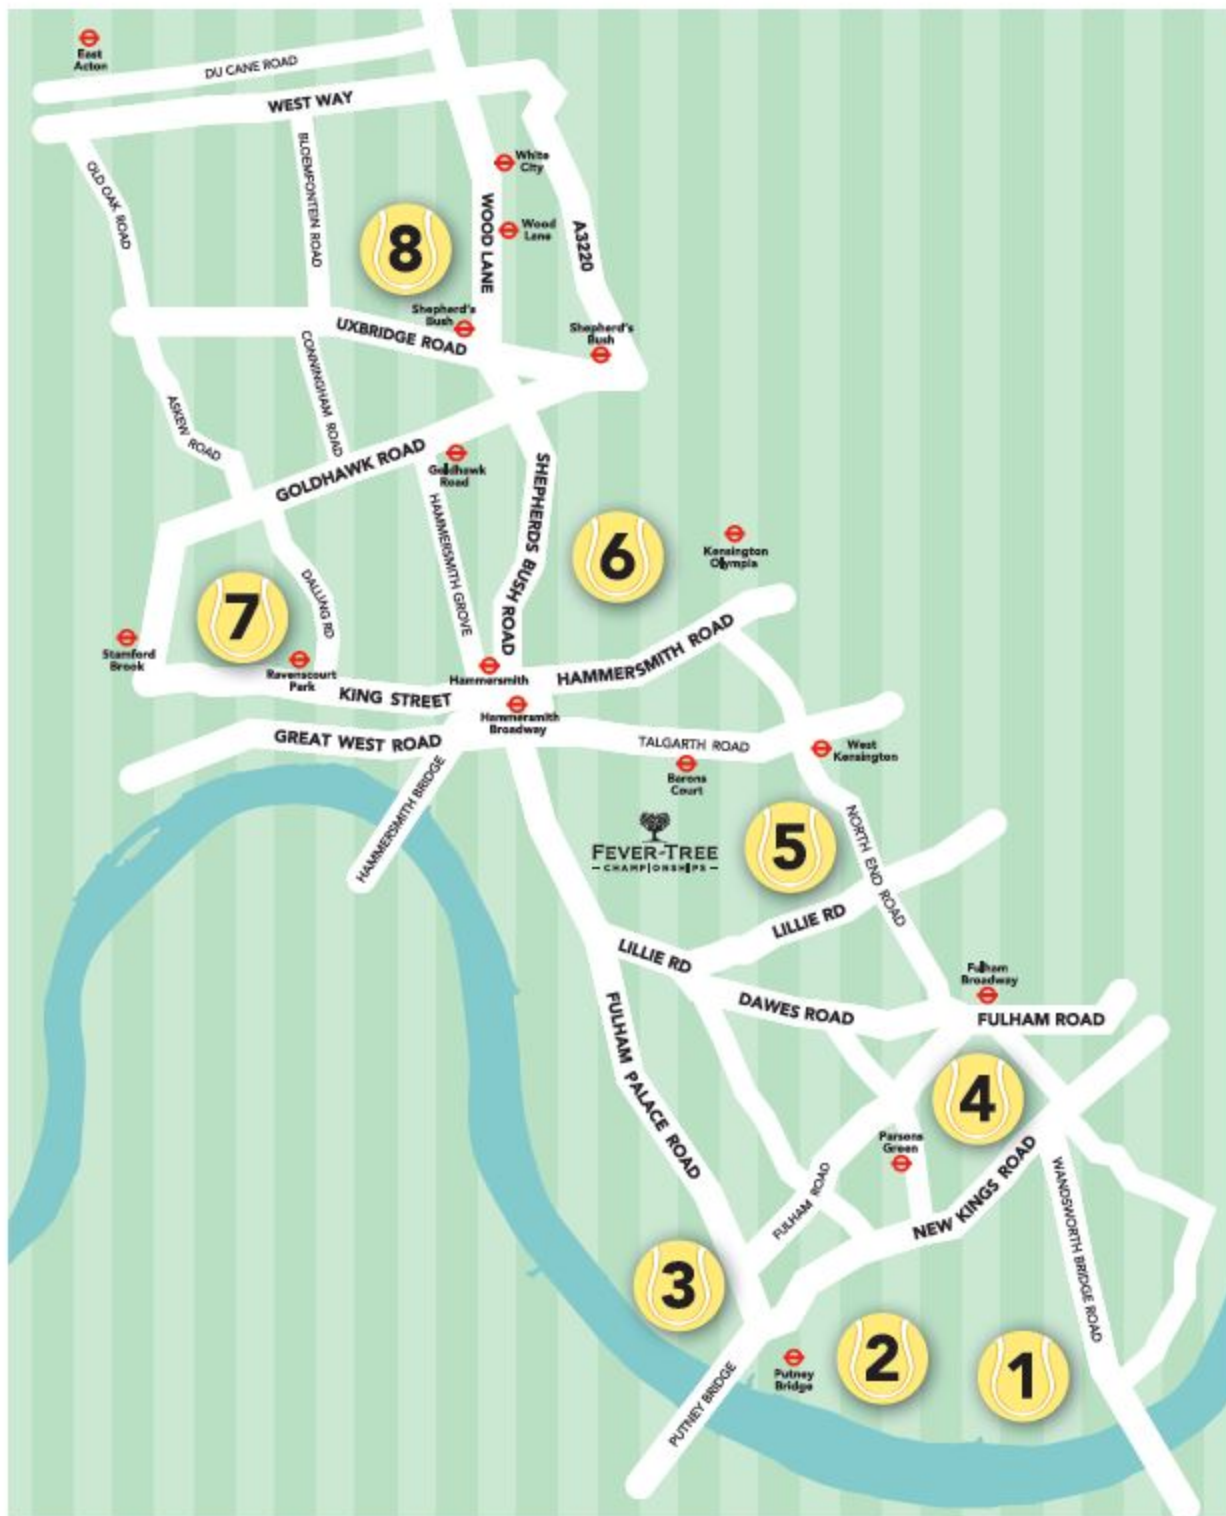 East
Acton
DU CANE ROAD
WEST WAY
OLD OAK ROAD
BLOEMFONTEIN ROAD
White
City
WOOD LANE
Wood
Lane
A3220
8
Shepherd's
Bush
UXBRIDGE ROAD
Shepherd's
Bush
CONNINGHAM ROAD
ASKEW ROAD
GOLDHAWK ROAD
Goldhawk
Road
SHEPHERDS BUSH ROAD
HAMMERSMITH GROVE
6
Kensington
Olympia
7
DALLING RD
Stamford
Brook
Ravenscourt
Park
KING STREET
Hammersmith
HAMMERSMITH ROAD
Hammersmith
Broadway
GREAT WEST ROAD
TALGARTH ROAD
West
Kensington
Barons
Court
HAMMERSMITH BRIDGE
FEVER-TREE
CHAMPIONSHIPS
5
NORTH END ROAD
LILLIE RD
LILLIE RD
Fulham
Broadway
DAWES ROAD
FULHAM ROAD
FULHAM PALACE ROAD
4
Parsons
Green
FULHAM ROAD
NEW KINGS ROAD
WANDSWORTH BRIDGE ROAD
3
2
1
Putney
Bridge
PUTNEY BRIDGE